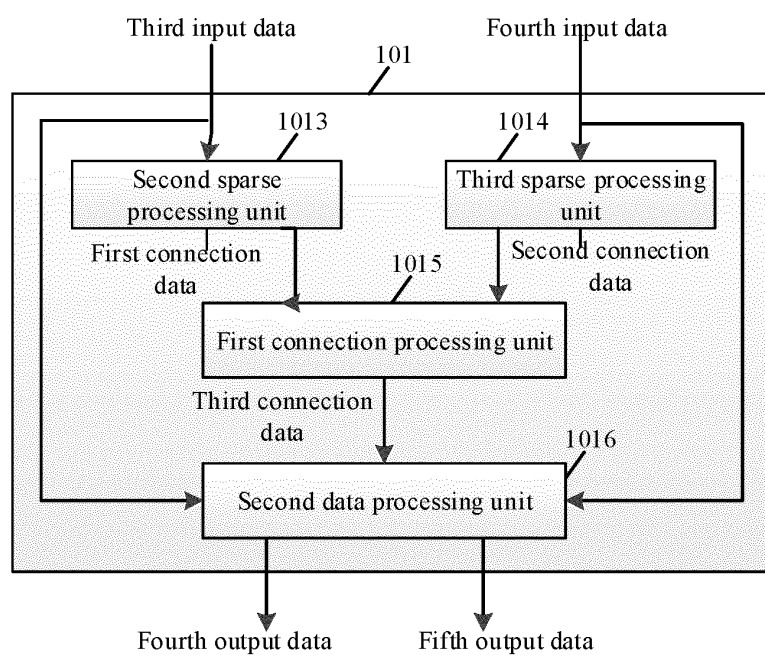 Third input data
Fourth input data
101
1013
1014
Second sparse
processing unit
Third sparse processing
unit
First connection
data
Second connection
data
1015
First connection processing unit
Third connection
data
1016
Second data processing unit
Fourth output data
Fifth output data